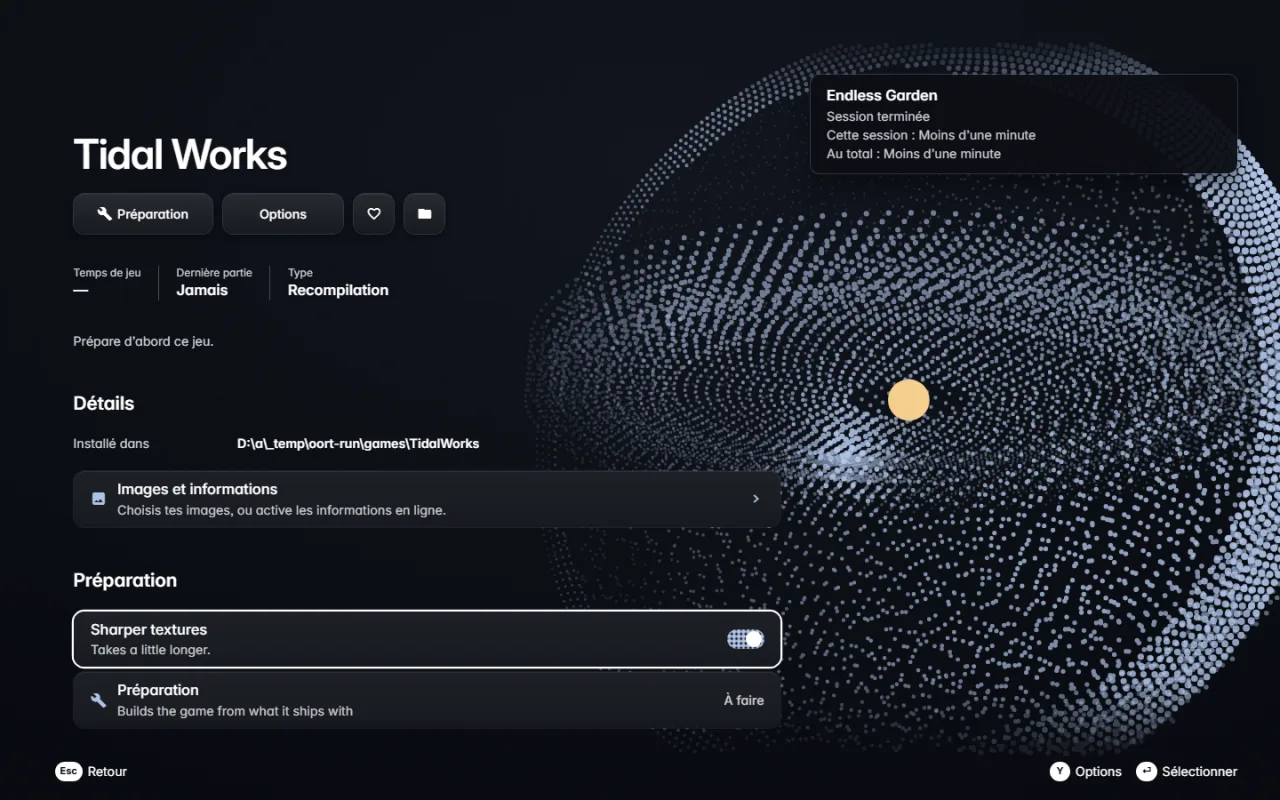 Endless Garden
Session terminée
Cette session : Moins d'une minute
Au total : Moins d'une minute
Tidal Works
Préparation
Options
Temps de jeu
—
Dernière partie
Jamais
Type
Recompilation
Prépare d'abord ce jeu.
Détails
Installé dans
D:\a\_temp\oort-run\games\TidalWorks
Images et informations
Choisis tes images, ou active les informations en ligne.
Préparation
Sharper textures
Takes a little longer.
Préparation
Builds the game from what it ships with
À faire
Esc Retour
Y Options
Sélectionner